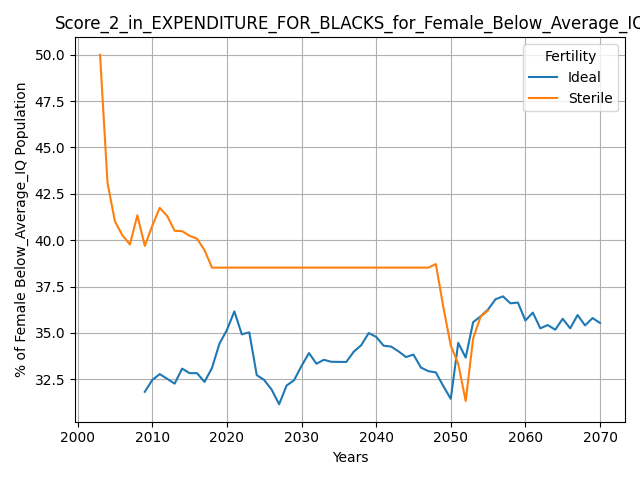 Score_2_in_EXPENDITURE_FOR_BLACKS_for_Female_Below_Average_IQ
Fertility
Ideal
Sterile
% of Female Below_Average_IQ Population
50.0
47.5
45.0
42.5
40.0
37.5
35.0
32.5
2000 2010 2020 2030 2040 2050 2060 2070
Years